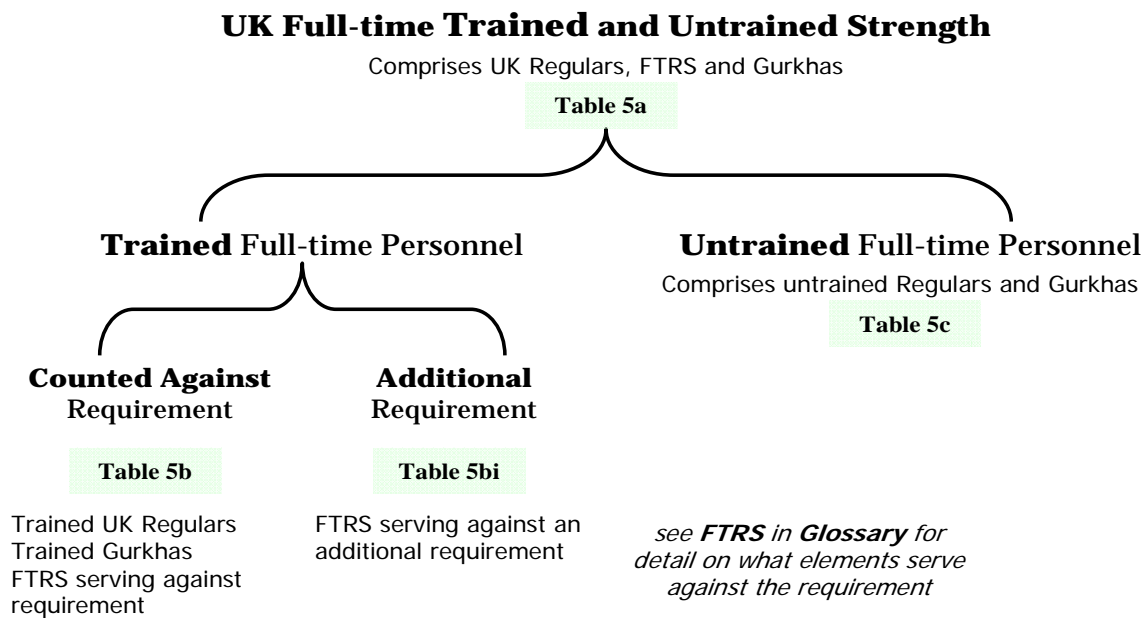 UK Full-time Trained and Untrained Strength
Comprises UK Regulars, FTRS and Gurkhas
Table 5a
Trained Full-time Personnel
Untrained Full-time Personnel
Comprises untrained Regulars and Gurkhas
Table 5c
Counted Against
Requirement
Additional
Requirement
Table 5b
Table 5bi
Trained UK Regulars
Trained Gurkhas
FTRS serving against
requirement
FTRS serving against an
additional requirement
see FTRS in Glossary for
detail on what elements serve
against the requirement